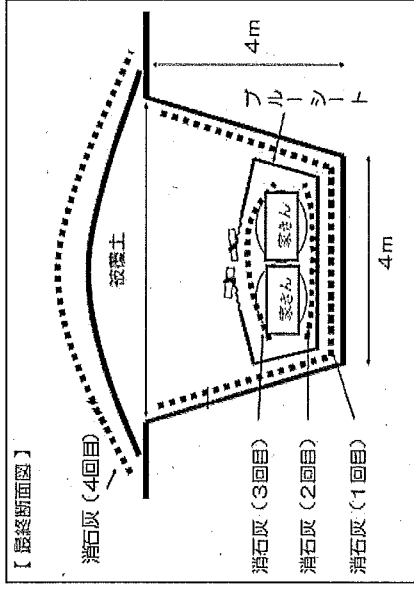 【 最終断面図 】
消石灰（4回目）
被覆土
4m
ブルーシート
家きん
家きん
消石灰（3回目）
消石灰（2回目）
消石灰（1回目）
4m